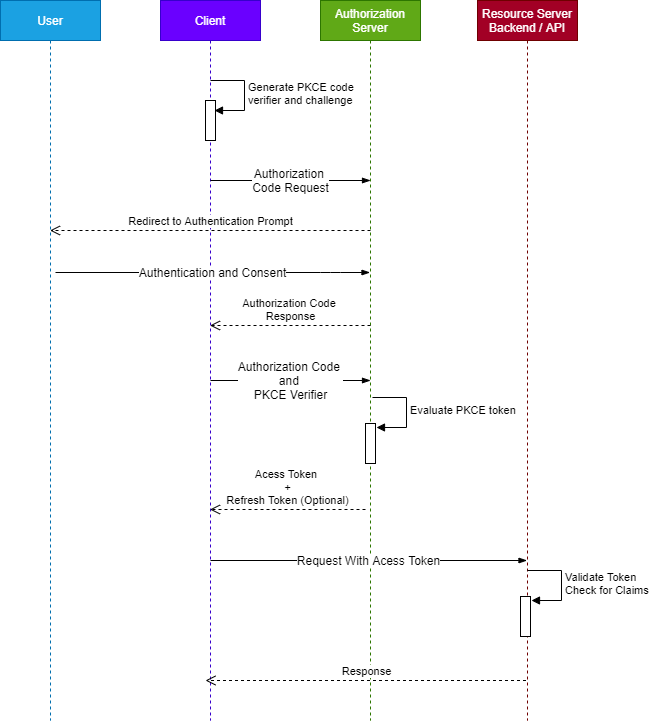 User
Client
Authorization
Server
Resource Server
Backend / API
Generate PKCE code
verifier and challenge
Authorization
Code Request
Redirect to Authentication Prompt
Authentication and Consent
Authorization Code
Response
Authorization Code
and
PKCE Verifier
Evaluate PKCE token
Acess Token
+
Refresh Token (Optional)
Request With Acess Token
Validate Token
Check for Claims
Response